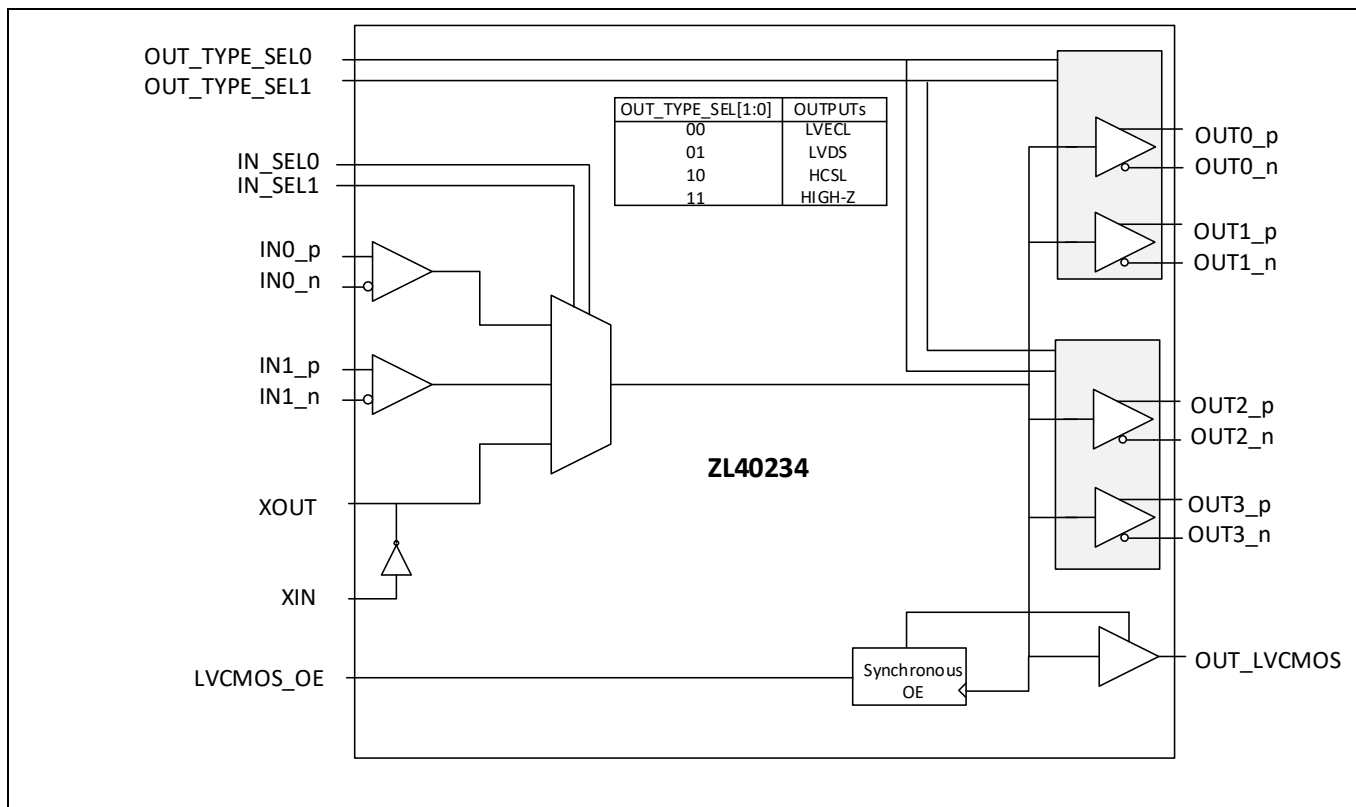 OUT_TYPE_SEL0
OUT_TYPE_SEL1
OUT_TYPE_SEL[1:0] OUTPUTs
00 LVECL
01 LVDS
10 HCSL
11 HIGH-Z
IN_SEL0
IN_SEL1
IN0_p
IN0_n
IN1_p
IN1_n
XOUT
XIN
LVCMOS_OE
ZL40234
Synchronous
OE
OUT0_p
OUT0_n
OUT1_p
OUT1_n
OUT2_p
OUT2_n
OUT3_p
OUT3_n
OUT_LVCMOS